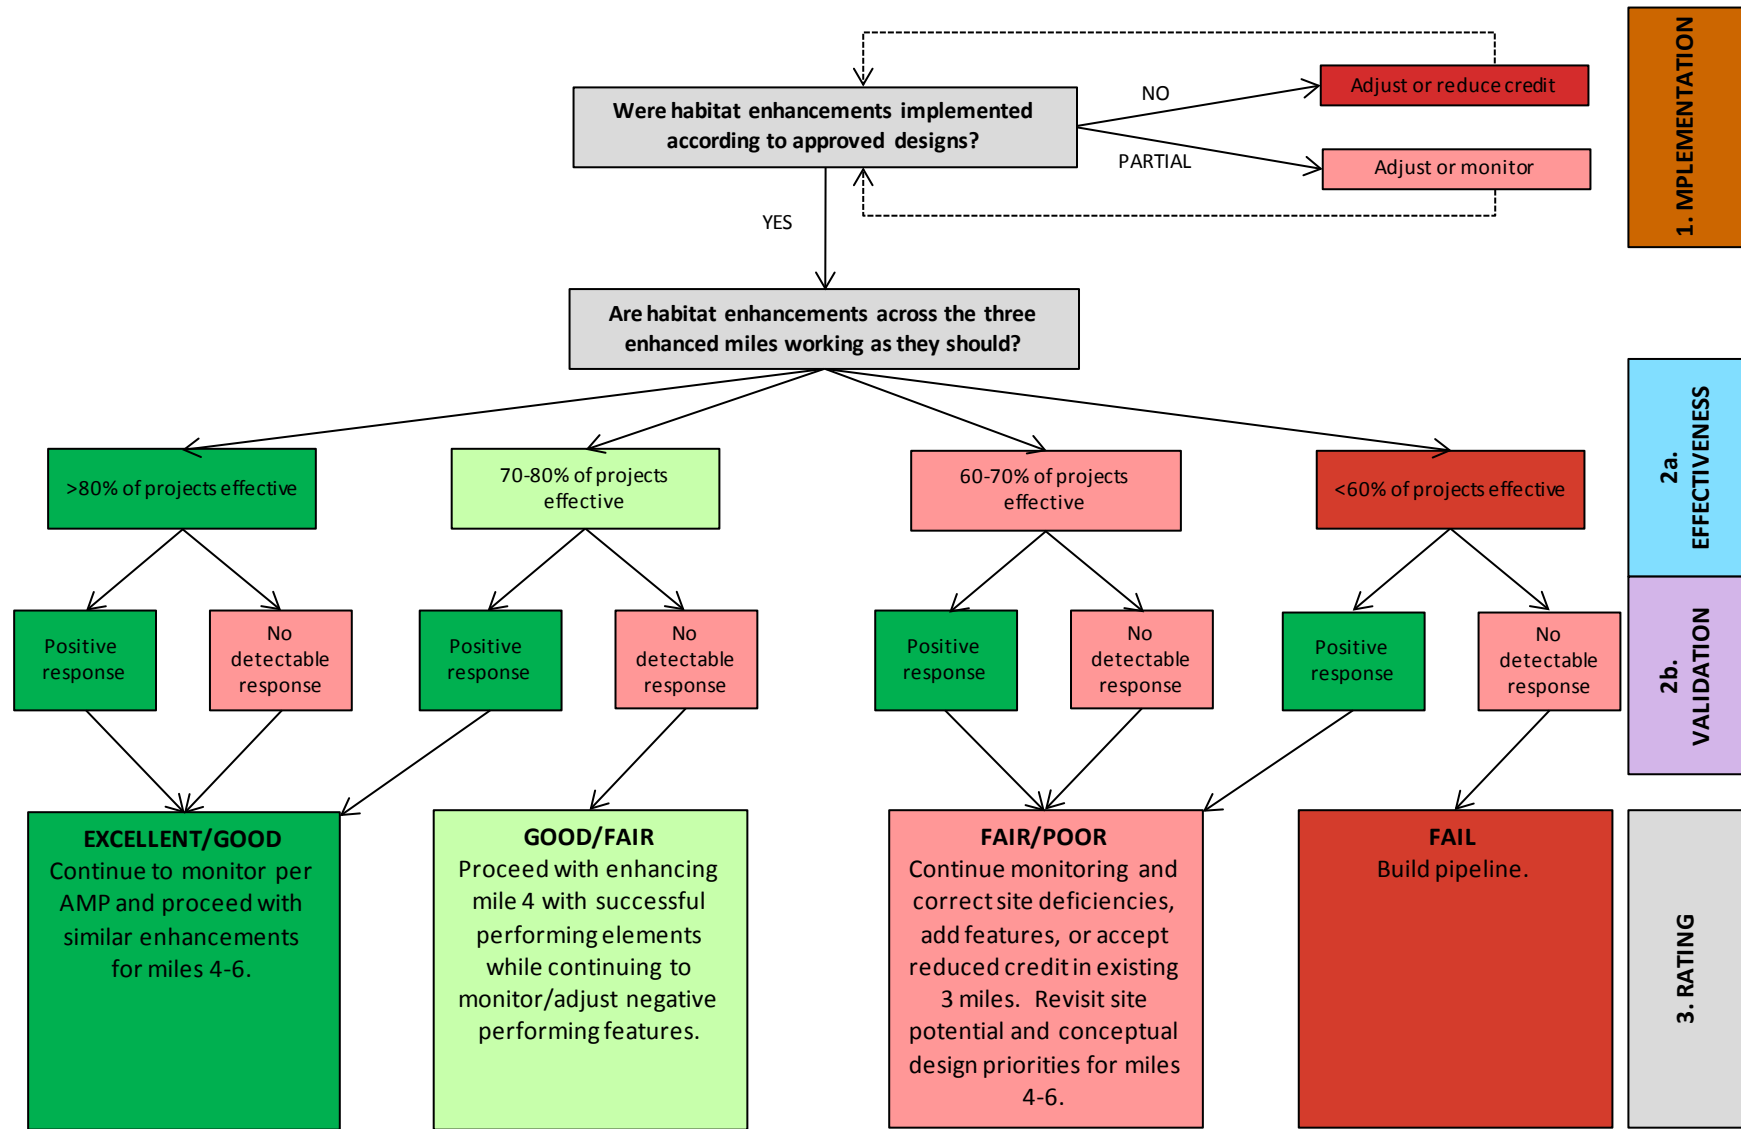 Were habitat enhancements implemented
according to approved designs?
NO
Adjust or reduce credit
PARTIAL
Adjust or monitor
YES
1. MPLEMENTATION
Are habitat enhancements across the three
enhanced miles working as they should?
>80% of projects effective
70-80% of projects
effective
60-70% of projects
effective
<60% of projects effective
2a.
EFFECTIVENESS
Positive
response
No
detectable
response
Positive
response
No
detectable
response
Positive
response
No
detectable
response
Positive
response
No
detectable
response
2b.
VALIDATION
EXCELLENT/GOOD
Continue to monitor per
AMP and proceed with
similar enhancements
for miles 4-6.
GOOD/FAIR
Proceed with enhancing
mile 4 with successful
performing elements
while continuing to
monitor/adjust negative
performing features.
FAIR/POOR
Continue monitoring and
correct site deficiencies,
add features, or accept
reduced credit in existing
3 miles. Revisit site
potential and conceptual
design priorities for miles
4-6.
FAIL
Build pipeline.
3. RATING